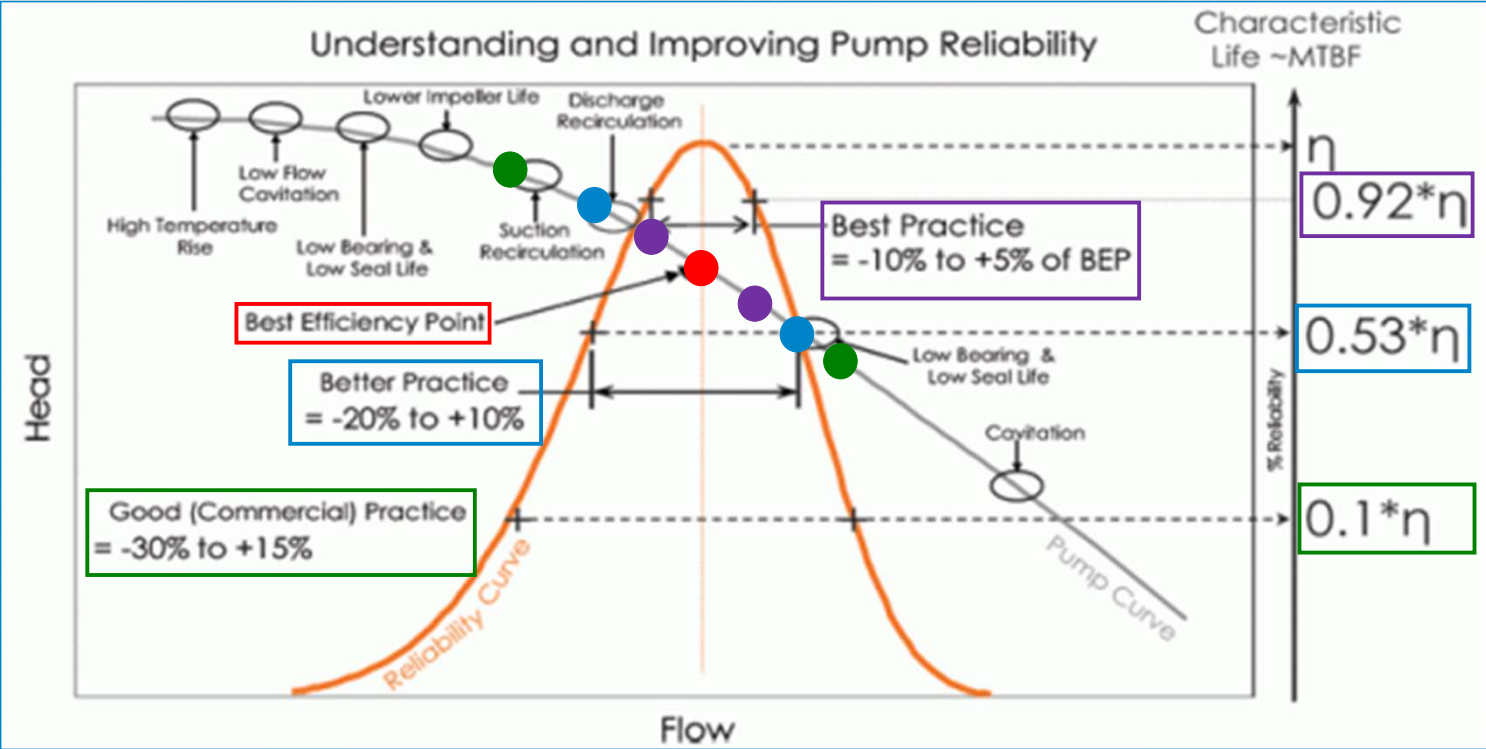 Understanding and Improving Pump Reliability
Characteristic
Life ~MTBF
Lower Impeller Life
Discharge
Recirculation
Low Flow
Cavitation
High Temperature
Rise
Low Bearing &
Low Seal Life
Suction
Recirculation
η
0.92*η
Best Practice
= -10% to +5% of BEP
Best Efficiency Point
0.53*η
Better Practice
= -20% to +10%
Low Bearing &
Low Seal Life
Head
% Reliability
Cavitation
Good (Commercial) Practice
= -30% to +15%
0.1*η
Reliability Curve
Pump Curve
Flow